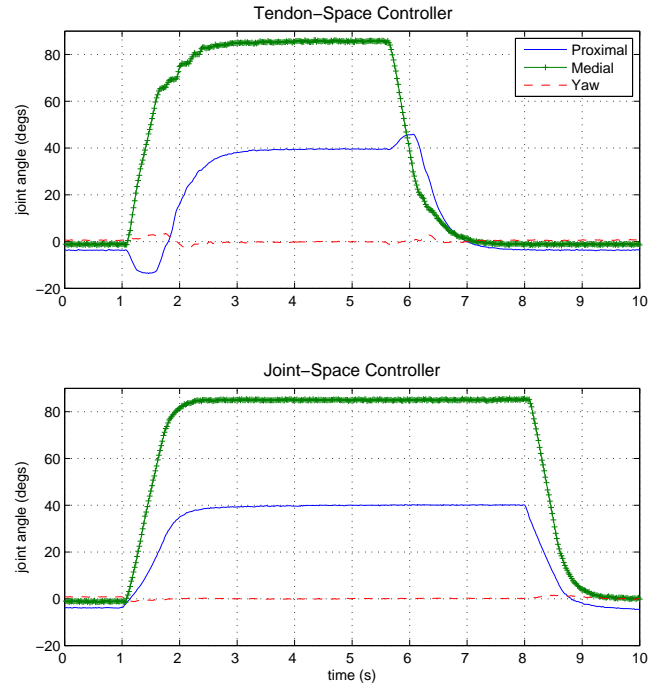 Tendon−Space Controller
joint angle (degs)
80
60
40
20
0
−20
0 1 2 3 4 5 6 7 8 9 10
Proximal
Medial
Yaw
Joint−Space Controller
joint angle (degs)
80
60
40
20
0
−20
0 1 2 3 4 5 6 7 8 9 10
time (s)